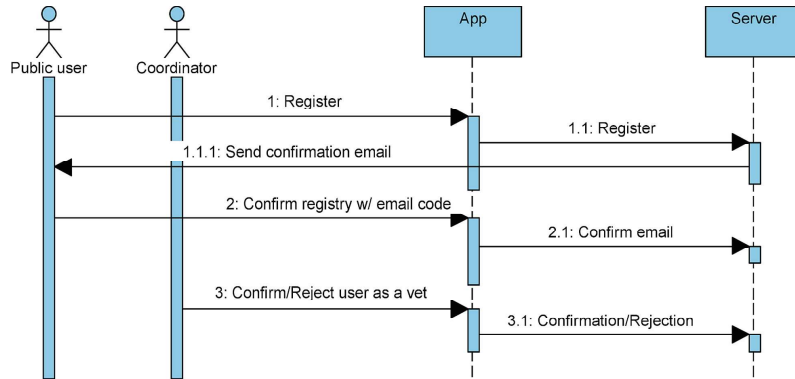 App
Server
Public user
Coordinator
1: Register
1.1: Register
1.1.1: Send confirmation email
2: Confirm registry w/ email code
2.1: Confirm email
3: Confirm/Reject user as a vet
3.1: Confirmation/Rejection